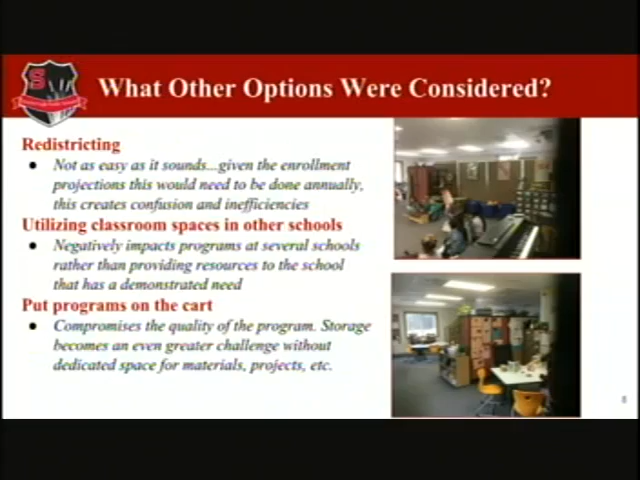 S
What Other Options Were Considered?
Redistricting
● Not as easy as it sounds...given the enrollment
projections this would need to be done annually,
this creates confusion and inefficiencies
Utilizing classroom spaces in other schools
● Negatively impacts programs at several schools
rather than providing resources to the school
that has a demonstrated need
Put programs on the cart
● Compromises the quality of the program. Storage
becomes an even greater challenge without
dedicated space for materials, projects, etc.
8